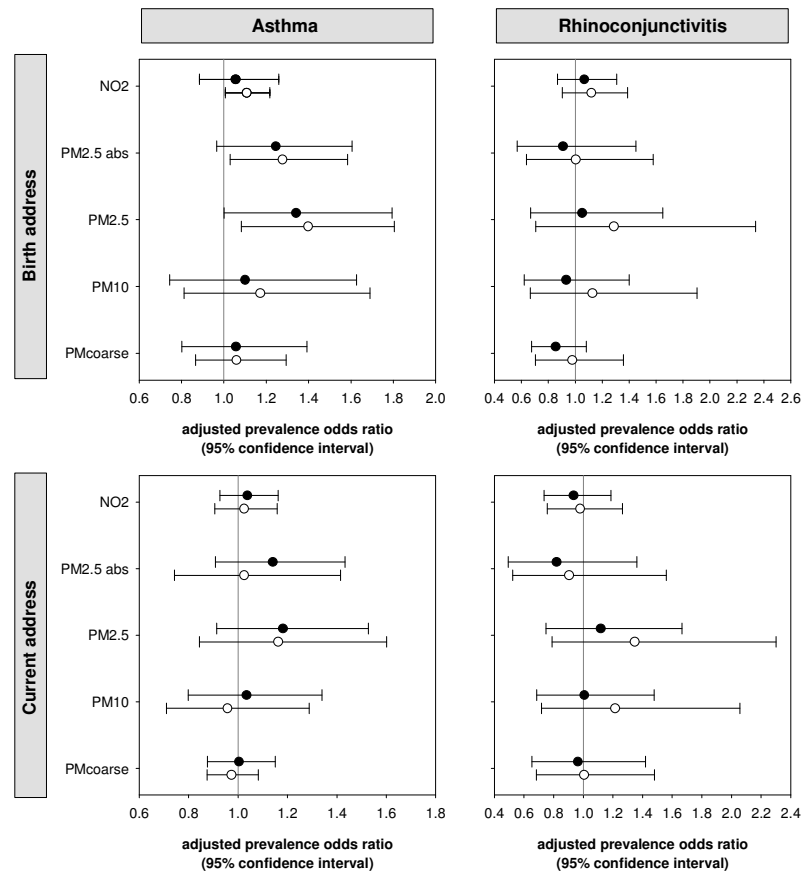 Asthma
Rhinoconjunctivitis
Birth address
NO2
PM2.5 abs
PM2.5
PM10
PMcoarse
0.6 0.8 1.0 1.2 1.4 1.6 1.8 2.0
adjusted prevalence odds ratio
(95% confidence interval)
0.4 0.6 0.8 1.0 1.2 1.4 1.6 1.8 2.0 2.2 2.4 2.6
adjusted prevalence odds ratio
(95% confidence interval)
Current address
NO2
PM2.5 abs
PM2.5
PM10
PMcoarse
0.6 0.8 1.0 1.2 1.4 1.6 1.8
adjusted prevalence odds ratio
(95% confidence interval)
0.4 0.6 0.8 1.0 1.2 1.4 1.6 1.8 2.0 2.2 2.4
adjusted prevalence odds ratio
(95% confidence interval)